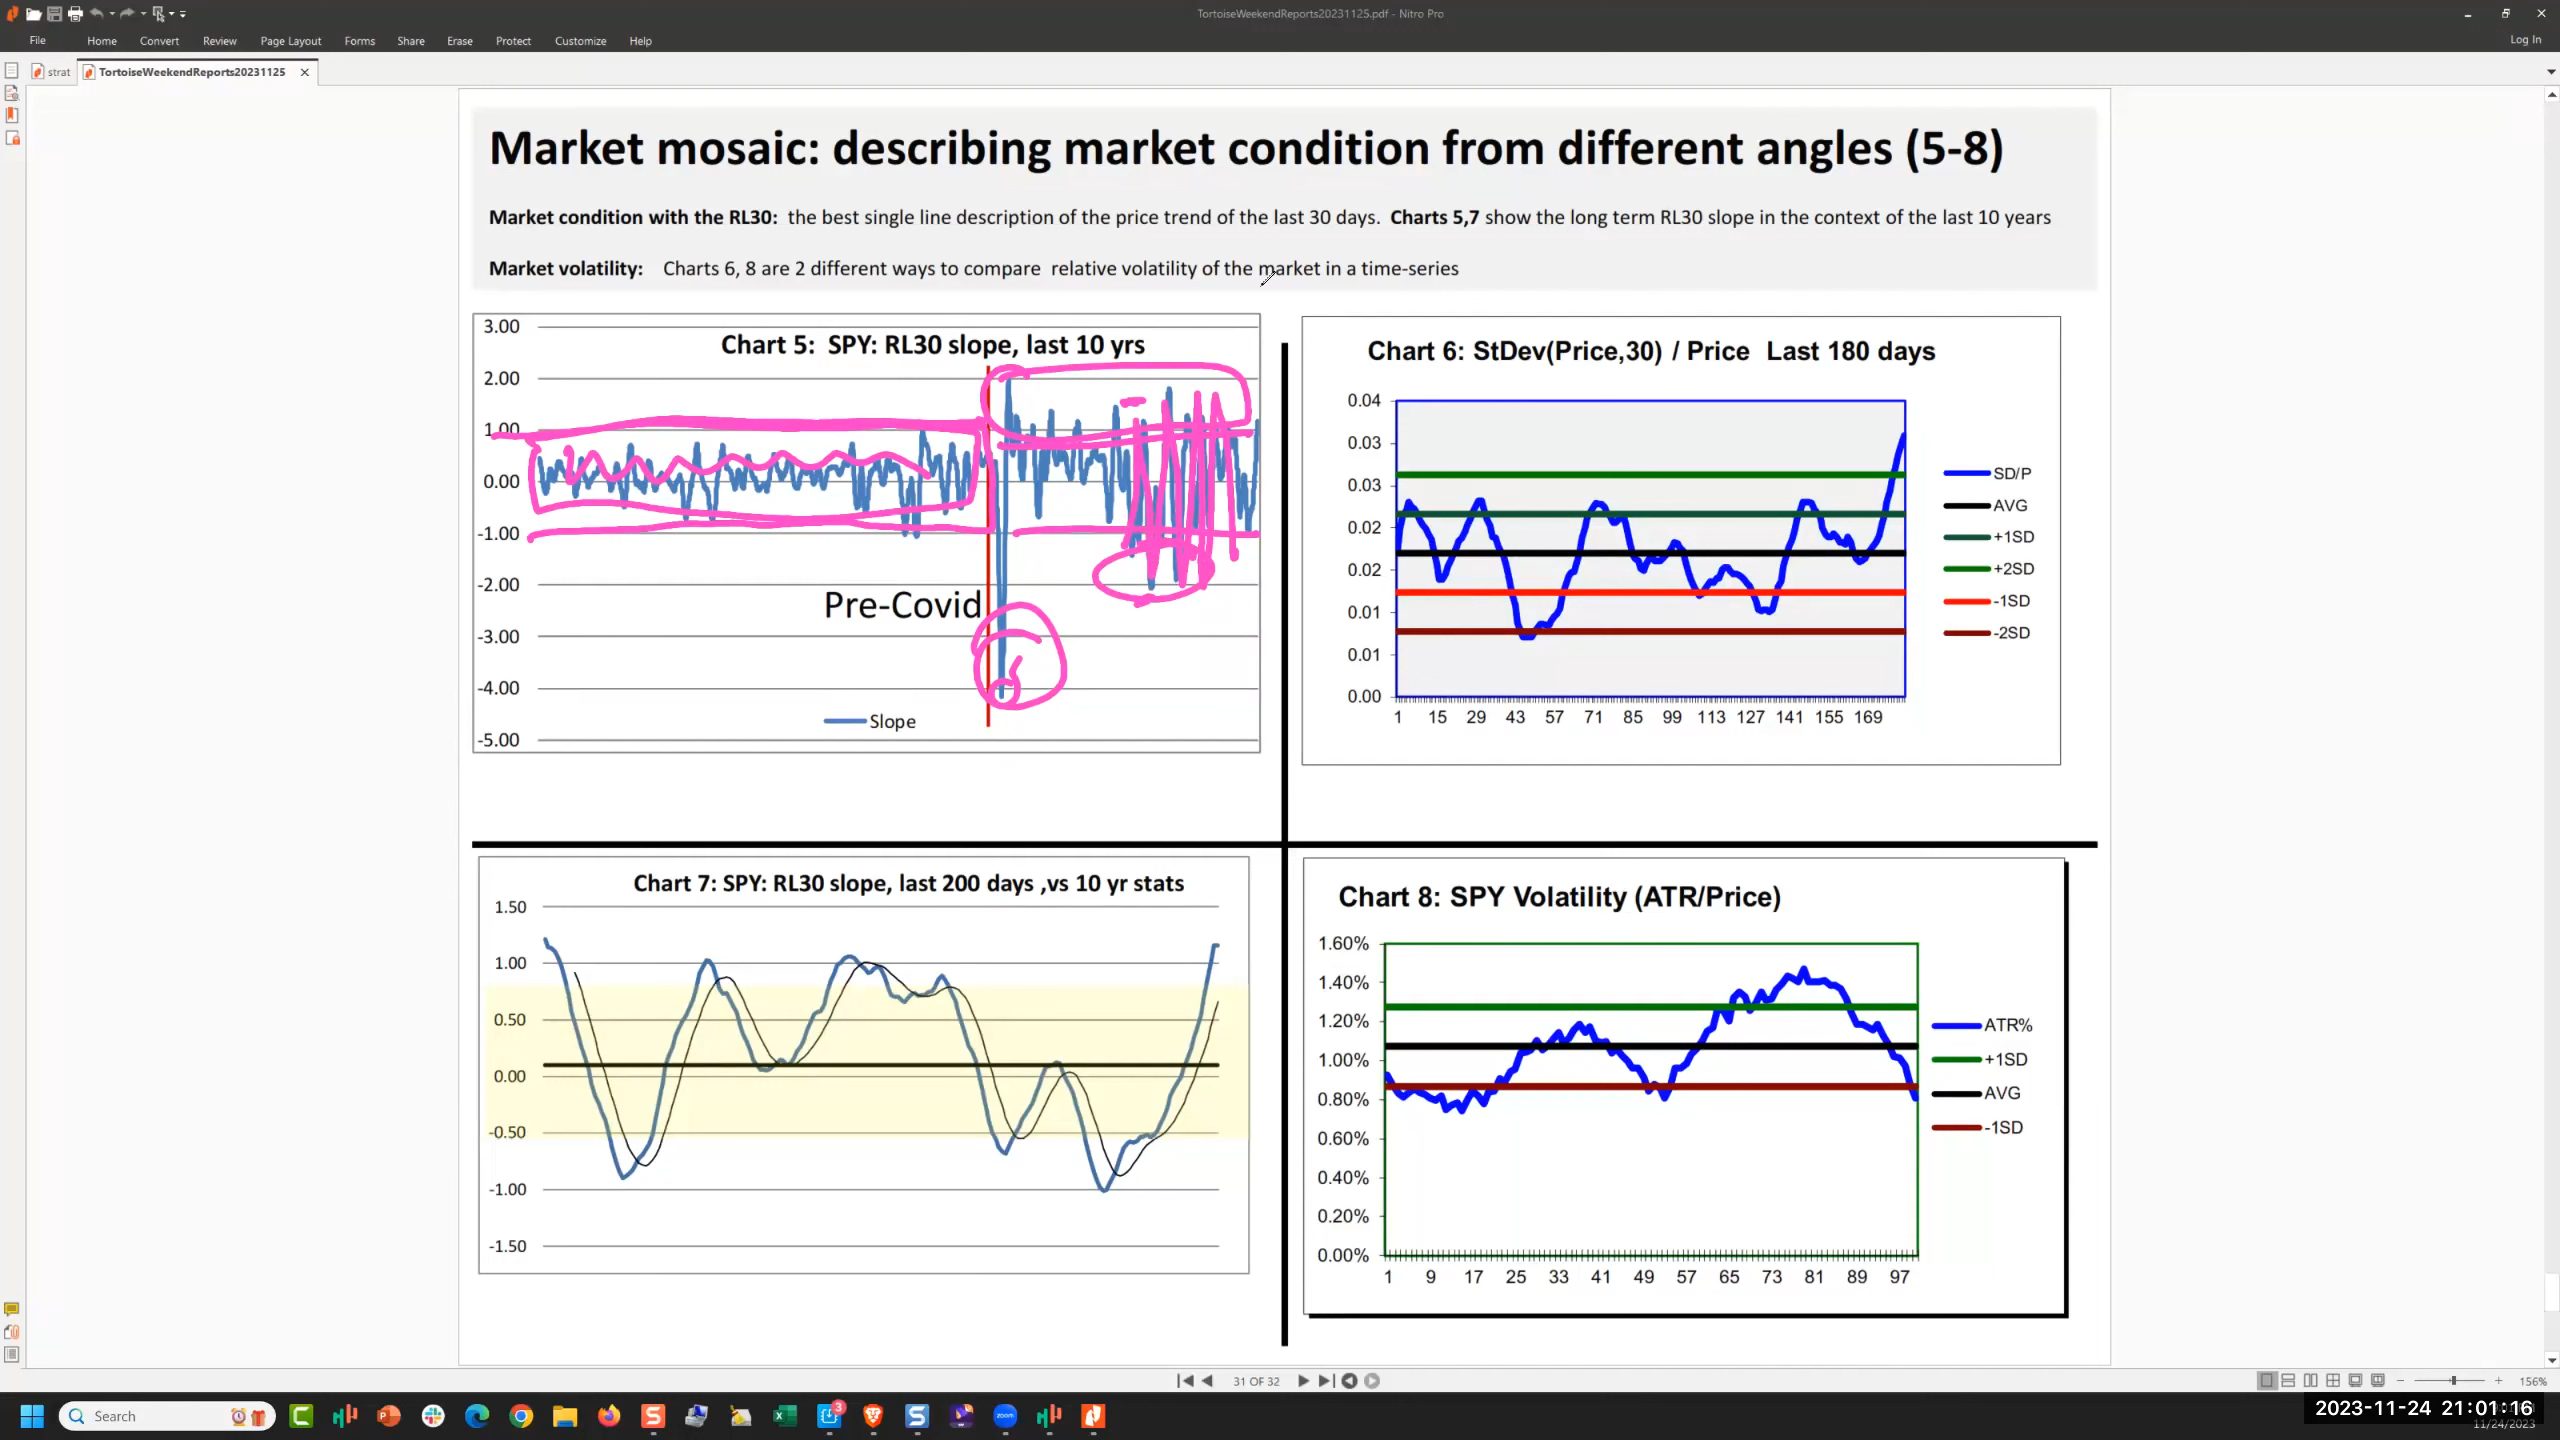 TortoiseWeekendReports20231125.pdf - Nitro Pro
File Home Convert Review Page Layout Forms Share Erase Protect Customize Help Log In
strat TortoiseWeekendReports20231125
Market mosaic: describing market condition from different angles (5-8)
Market condition with the RL30: the best single line description of the price trend of the last 30 days. Charts 5,7 show the long term RL30 slope in the context of the last 10 years
Market volatility: Charts 6, 8 are 2 different ways to compare relative volatility of the market in a time-series
Chart 5: SPY: RL30 slope, last 10 yrs
3.00
2.00
1.00
0.00
-1.00
-2.00
-3.00
-4.00
-5.00
Pre-Covid
Slope
Chart 6: StDev(Price,30) / Price Last 180 days
0.04
0.03
0.03
0.02
0.02
0.01
0.01
0.00
1 15 29 43 57 71 85 99 113 127 141 155 169
SD/P
AVG
+1SD
+2SD
-1SD
-2SD
Chart 7: SPY: RL30 slope, last 200 days ,vs 10 yr stats
1.50
1.00
0.50
0.00
-0.50
-1.00
-1.50
Chart 8: SPY Volatility (ATR/Price)
1.60%
1.40%
1.20%
1.00%
0.80%
0.60%
0.40%
0.20%
0.00%
1 9 17 25 33 41 49 57 65 73 81 89 97
ATR%
+1SD
AVG
-1SD
31 OF 32
156%
Search
3
zoom
2023-11-24 21:01:16
11/24/2023